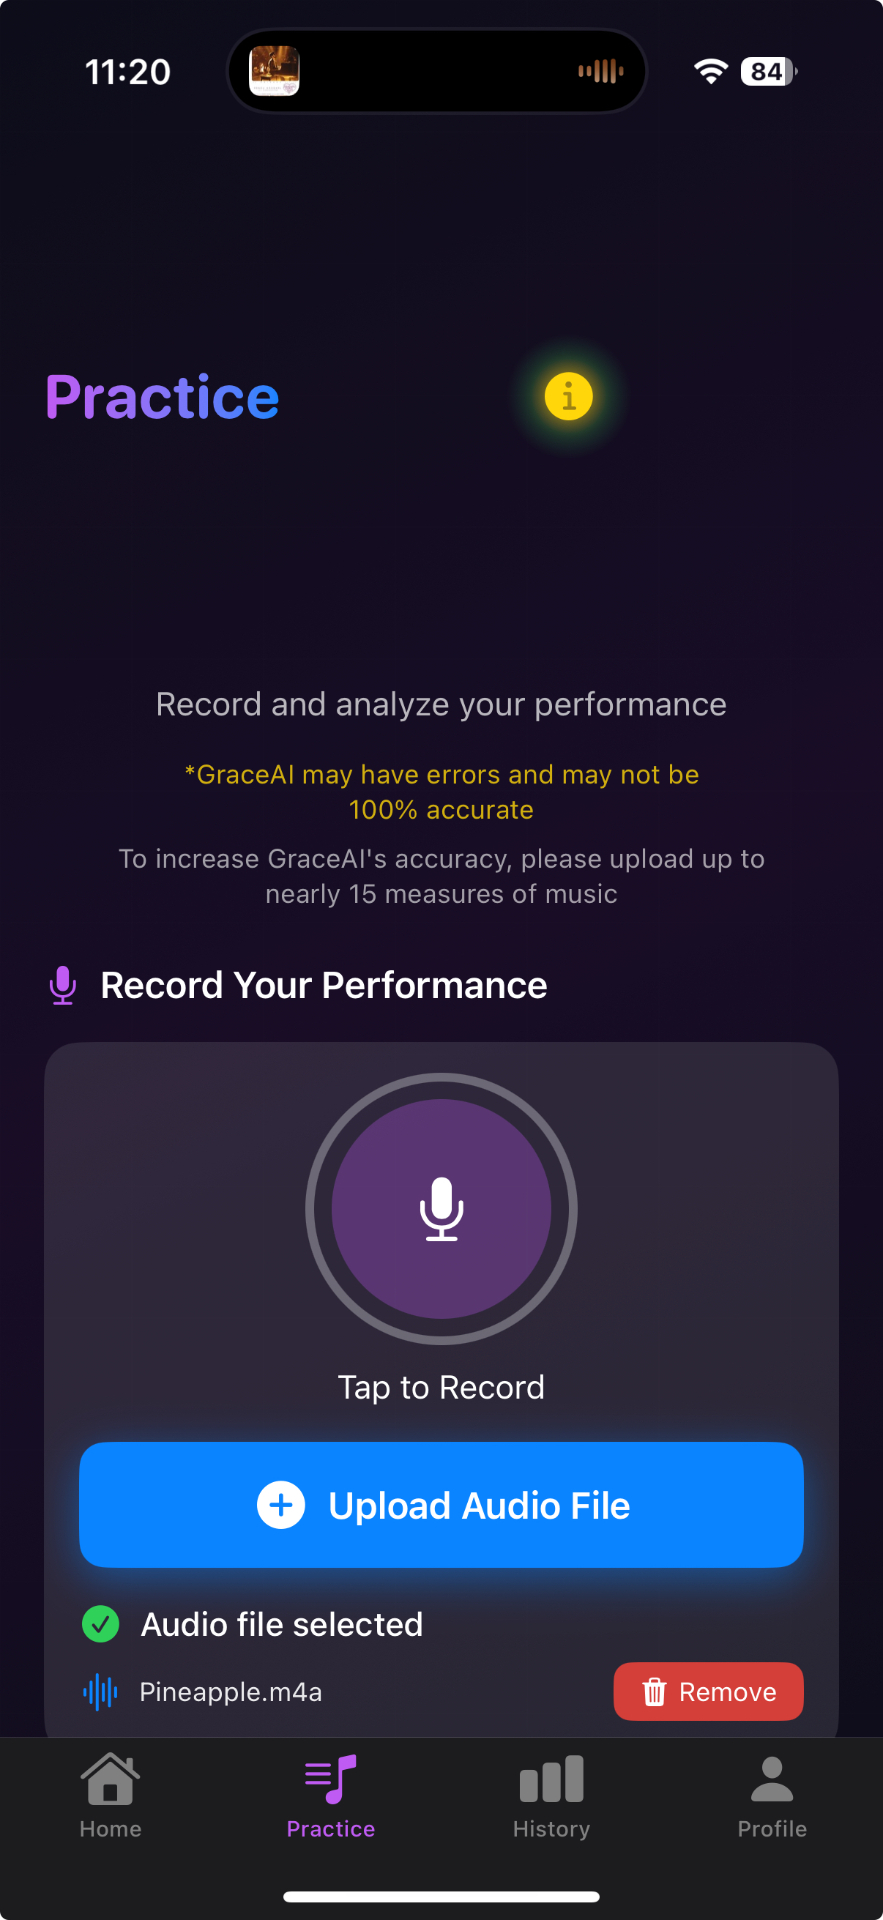 11:20
84
Practice
Record and analyze your performance
*GraceAI may have errors and may not be
100% accurate
To increase GraceAI's accuracy, please upload up to
nearly 15 measures of music
Record Your Performance
Tap to Record
Upload Audio File
Audio file selected
Pineapple.m4a
Remove
Home
Practice
History
Profile